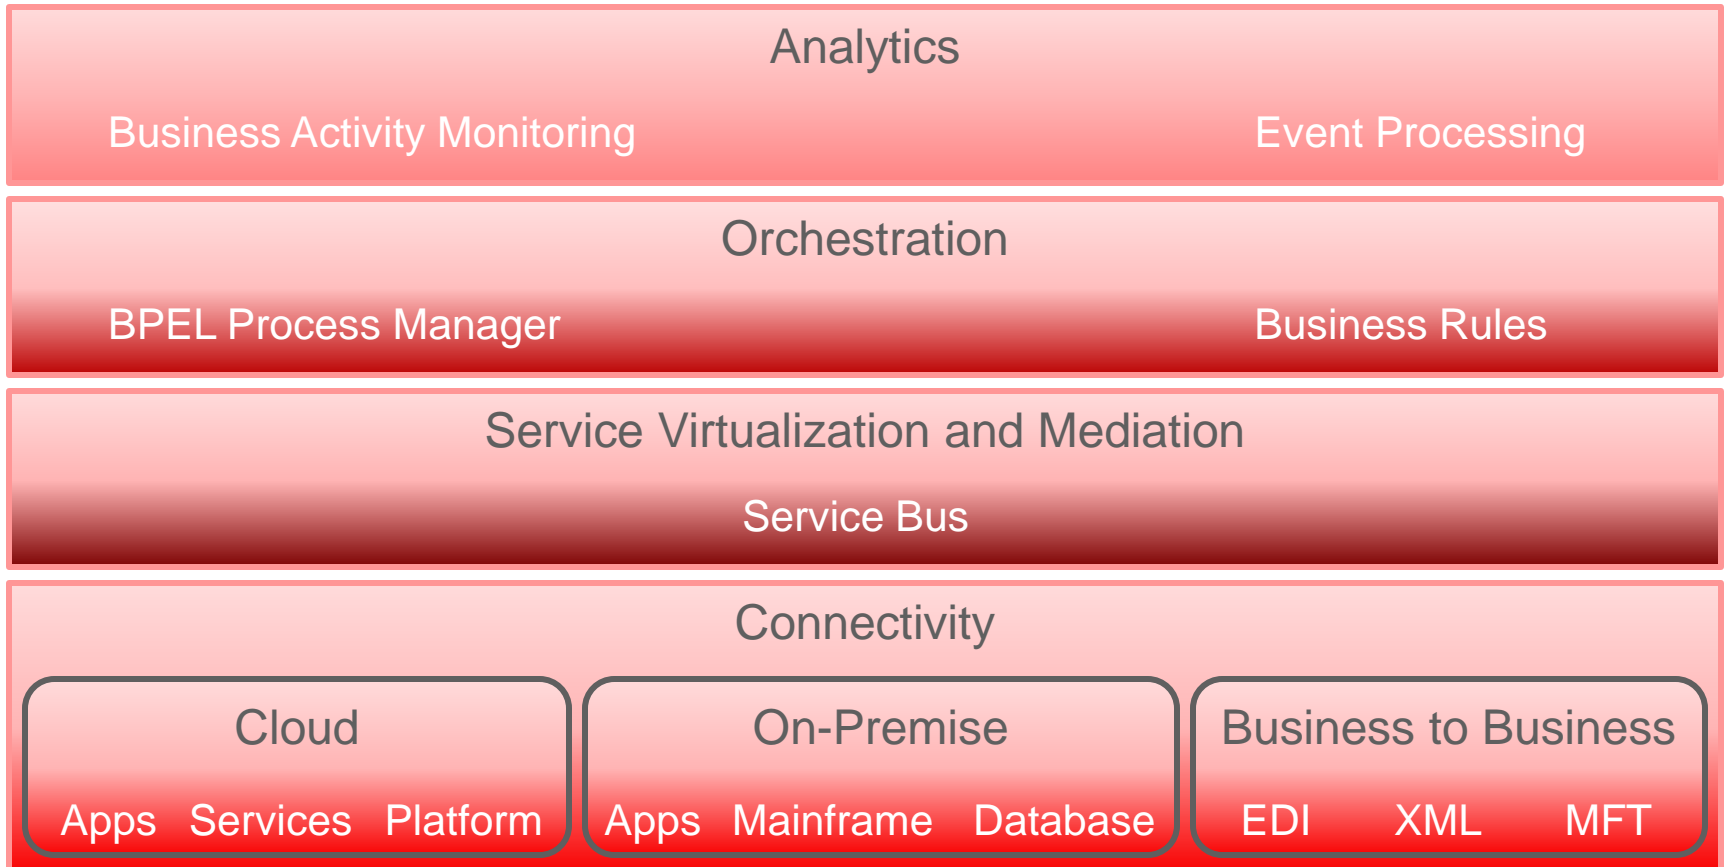 Analytics
Business Activity Monitoring Event Processing
Orchestration
BPEL Process Manager Business Rules
Service Virtualization and Mediation
Service Bus
Connectivity
Cloud
Apps Services Platform
On-Premise
Apps Mainframe Database
Business to Business
EDI XML MFT